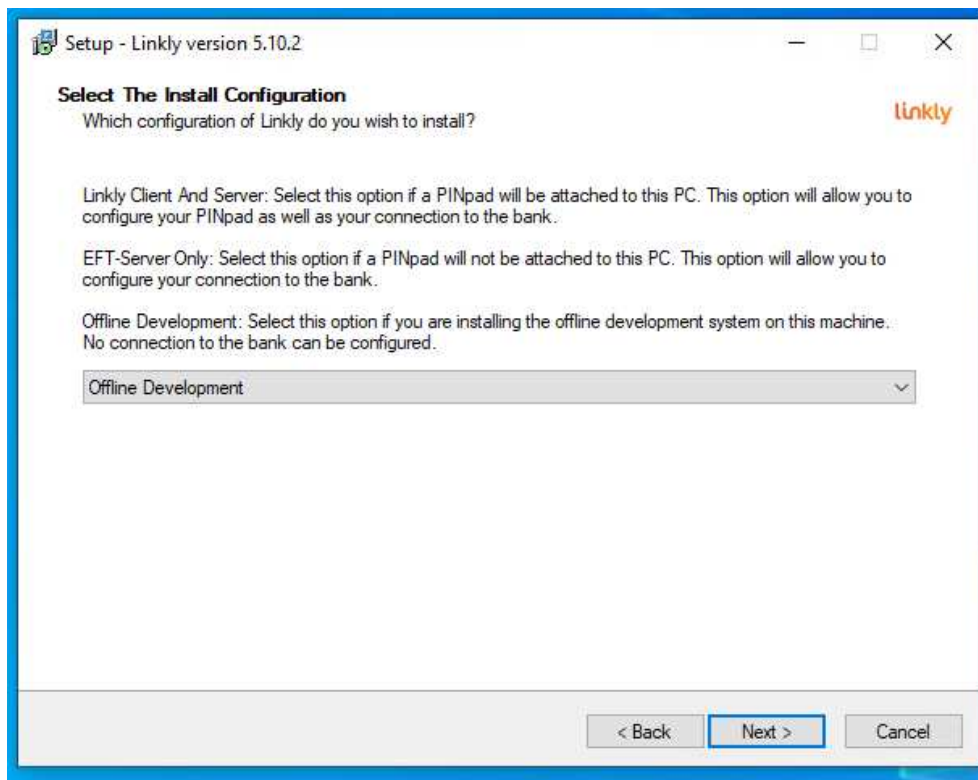 Setup - Linkly version 5.10.2
Select The Install Configuration
Which configuration of Linkly do you wish to install?
linkly
Linkly Client And Server: Select this option if a PINpad will be attached to this PC. This option will allow you to
configure your PINpad as well as your connection to the bank.
EFT-Server Only: Select this option if a PINpad will not be attached to this PC. This option will allow you to
configure your connection to the bank.
Offline Development: Select this option if you are installing the offline development system on this machine.
No connection to the bank can be configured.
Offline Development
< Back Next > Cancel